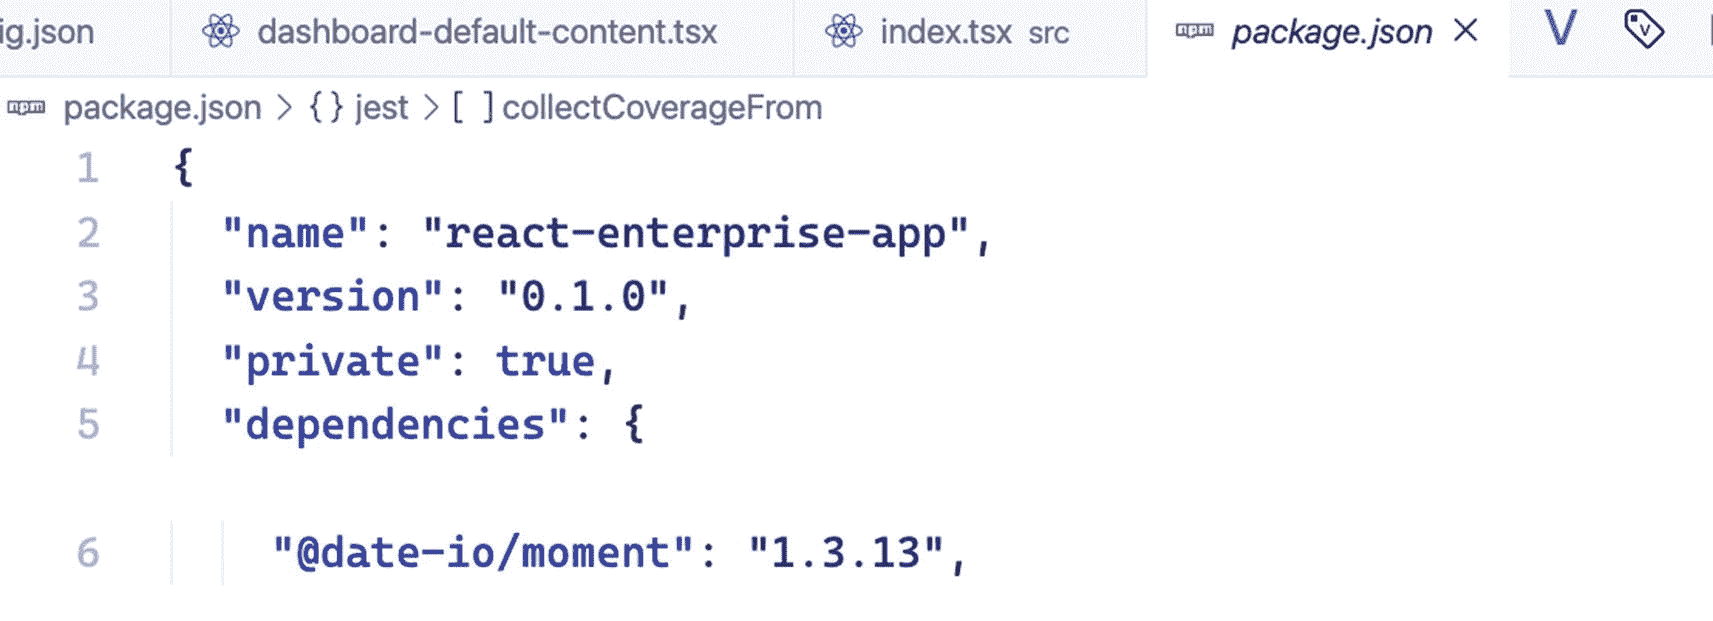 ig.json dashboard-default-content.tsx index.tsx src package.json
npm package.json > {} jest > [ ] collectCoverageFrom
1 {
2 "name": "react-enterprise-app",
3 "version": "0.1.0",
4 "private": true,
5 "dependencies": {
6 "@date-io/moment": "1.3.13",